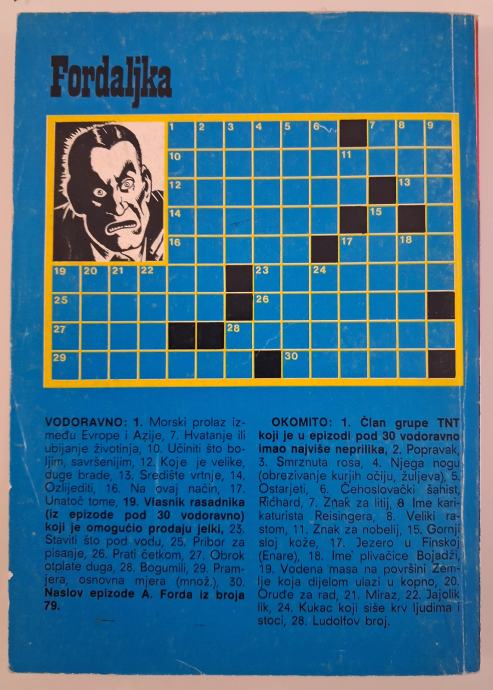 Fordaljka
1 2 3 4 5 6 7 8 9
10 11
12 13
14 15
16 17 18
19 20 21 22 23 24
25 26
27 28
29 30
VODORAVNO: 1. Morski prolaz iz-
među Evrope i Azije, 7. Hvatanje ili
ubijanje životinja, 10. Učiniti što bo-
ljim, savršenijim, 12. Koje je velike,
duge brade, 13. Središte vrtnje, 14.
Ozlijediti, 16. Na ovaj način, 17.
Unatoč tome, 19. Vlasnik rasadnika
(iz epizode pod 30 vodoravno)
koji je omogućio prodaju jelki, 23.
Staviti što pod vodu, 25. Pribor za
pisanje, 26. Prati četkom, 27. Obrok
otplate duga, 28. Bogumili, 29. Pram-
jera, osnovna mjera (množ.), 30.
Naslov epizode A. Forda iz broja
79.
OKOMITO: 1. Član grupe TNT
koji je u epizodi pod 30 vodoravno
imao najviše neprilika, 2. Popravak,
3. Smrznuta rosa, 4. Njega nogu
(obrezivanje kurjih očiju, žuljeva), 5.
Ostarjeti, 6. Čehoslovački šahist,
Richard, 7. Znak za litij, 8 Ime kari-
katurista Reisingera, 8. Veliki ra-
stom, 11. Znak za nobelij, 15. Gornji
sloj kože, 17. Jezero u Finskoj
(Enare), 18. Ime plivačice Bojadži,
19. Vodena masa na površini Zem-
lje koja dijelom ulazi u kopno, 20.
Oruđe za rad, 21. Miraz, 22. Jajolik
lik, 24. Kukac koji siše krv ljudima i
stoci, 28. Ludolfov broj.